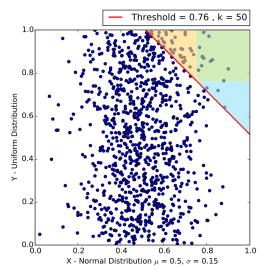 Threshold = 0.76 , k = 50
Y - Uniform Distribution
1.0
0.8
0.6
0.4
0.2
0.0
0.0 0.2 0.4 0.6 0.8 1.0
X - Normal Distribution μ = 0.5, σ = 0.15